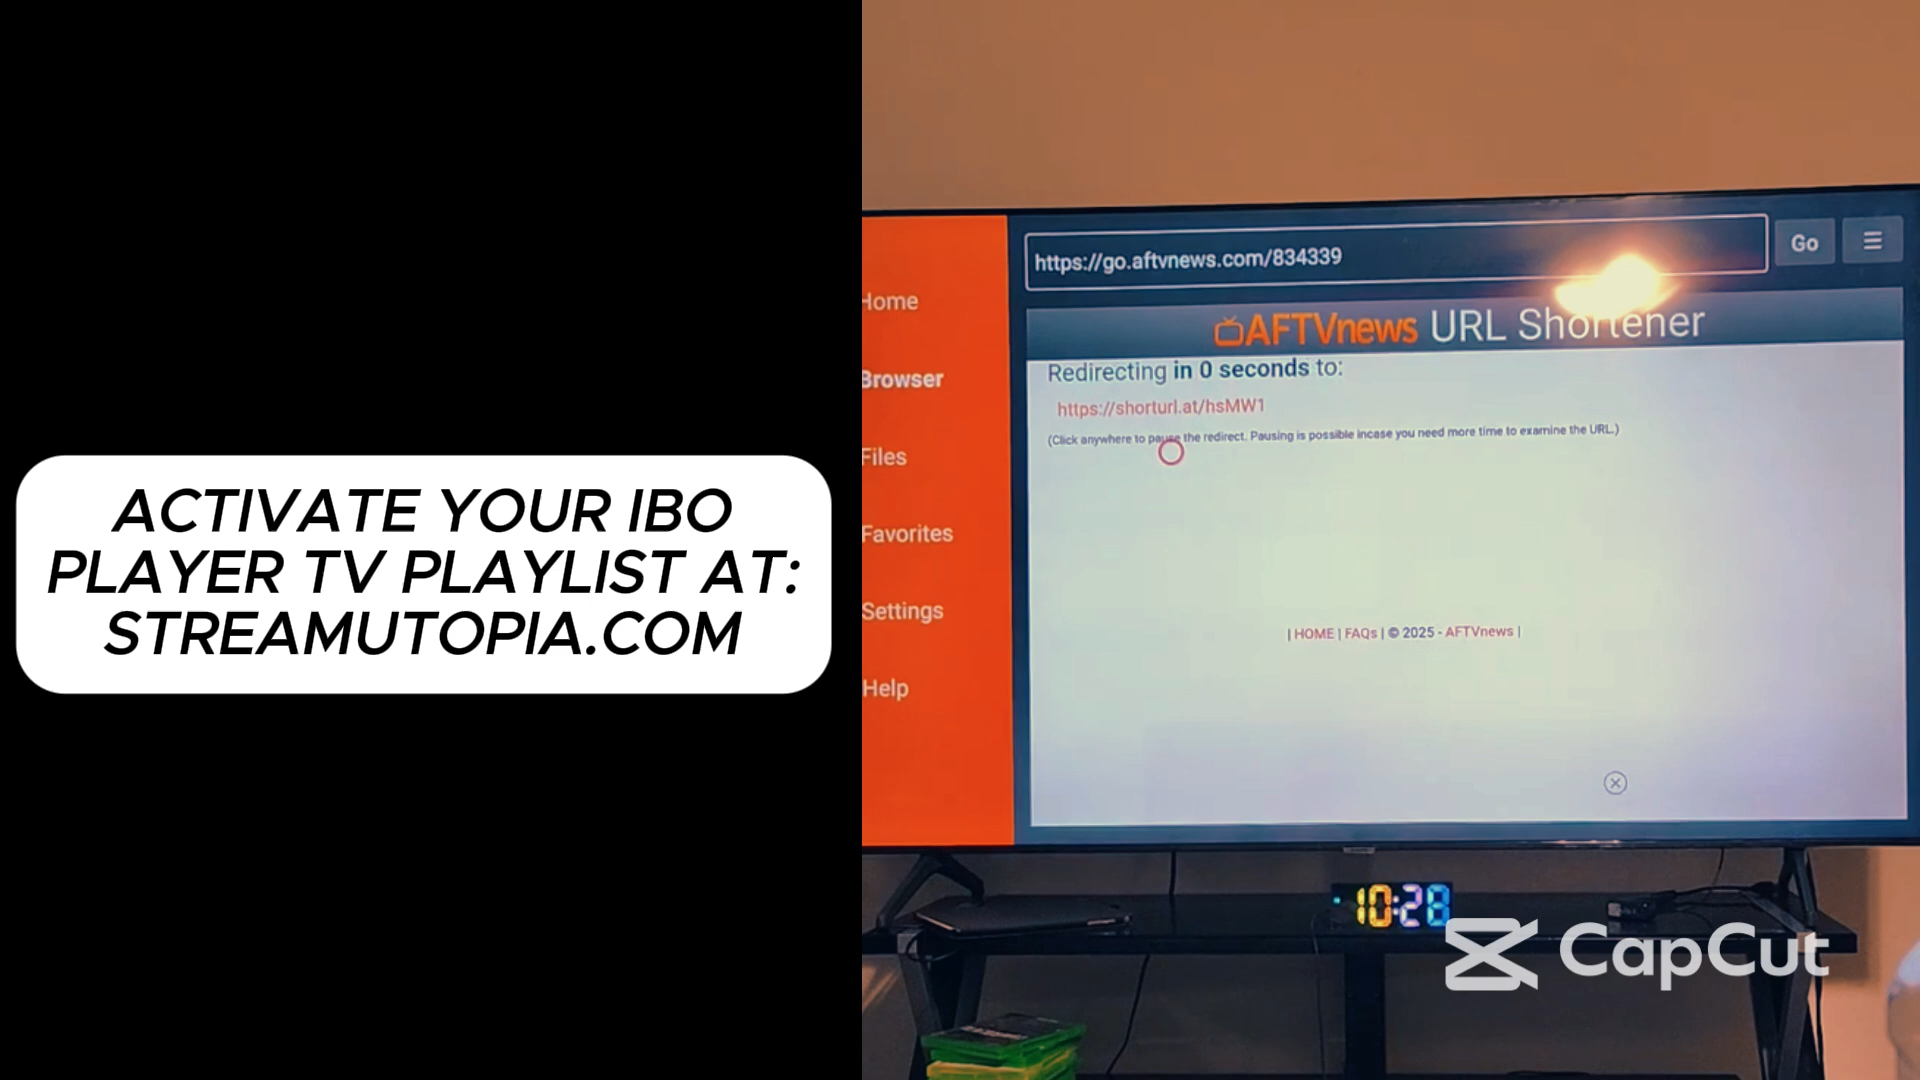 ACTIVATE YOUR IBO
PLAYER TV PLAYLIST AT:
STREAMUTOPIA.COM
Home
Browser
Files
Favorites
Settings
Help
https://go.aftvnews.com/834339
Go
AFTVnews URL Shortener
Redirecting in 0 seconds to:
https://shorturl.at/hsMW1
(Click anywhere to pause the redirect. Pausing is possible incase you need more time to examine the URL.)
| HOME | FAQs | © 2025 - AFTVnews |
10:28
CapCut